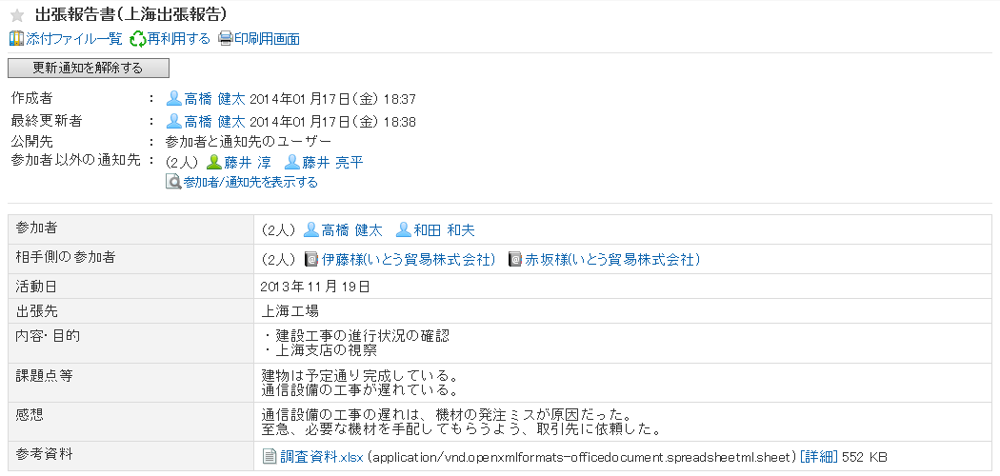 出張報告書(上海出張報告)
添付ファイル一覧 再利用する 印刷用画面
更新通知を解除する
作成者 : 高橋 健太 2014年01月17日(金) 18:37
最終更新者 : 高橋 健太 2014年01月17日(金) 18:38
公開先 : 参加者と通知先のユーザー
参加者以外の通知先 : (2人) 藤井 淳 藤井 亮平
参加者/通知先を表示する
参加者 (2人) 高橋 健太 和田 和夫
相手側の参加者 (2人) 伊藤様(いとう貿易株式会社) 赤坂様(いとう貿易株式会社)
活動日 2013年11月19日
出張先 上海工場
内容・目的 ・建設工事の進行状況の確認
・上海支店の視察
課題点等 建物は予定通り完成している。
通信設備の工事が遅れている。
感想 通信設備の工事の遅れは、機材の発注ミスが原因だった。
至急、必要な機材を手配してもらうよう、取引先に依頼した。
参考資料 調査資料.xlsx (application/vnd.openxmlformats-officedocument.spreadsheetml.sheet) [詳細] 552 KB